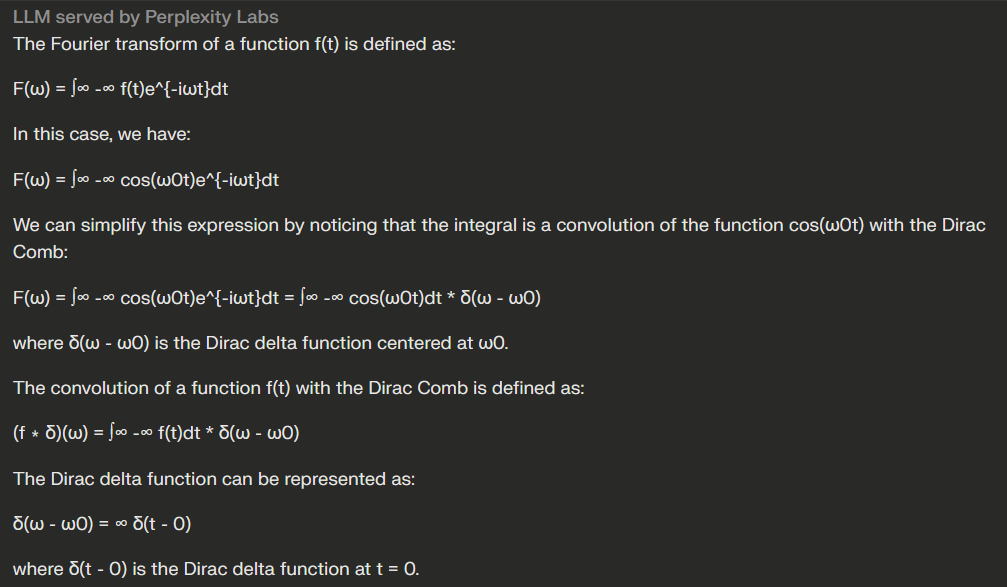 LLM served by Perplexity Labs
The Fourier transform of a function f(t) is defined as:
F(ω) = ∫∞ -∞ f(t)e^{-iωt}dt
In this case, we have:
F(ω) = ∫∞ -∞ cos(ω0t)e^{-iωt}dt
We can simplify this expression by noticing that the integral is a convolution of the function cos(ω0t) with the Dirac
Comb:
F(ω) = ∫∞ -∞ cos(ω0t)e^{-iωt}dt = ∫∞ -∞ cos(ω0t)dt * δ(ω - ω0)
where δ(ω - ω0) is the Dirac delta function centered at ω0.
The convolution of a function f(t) with the Dirac Comb is defined as:
(f ⋆ δ)(ω) = ∫∞ -∞ f(t)dt * δ(ω - ω0)
The Dirac delta function can be represented as:
δ(ω - ω0) = ∞ δ(t - 0)
where δ(t - 0) is the Dirac delta function at t = 0.